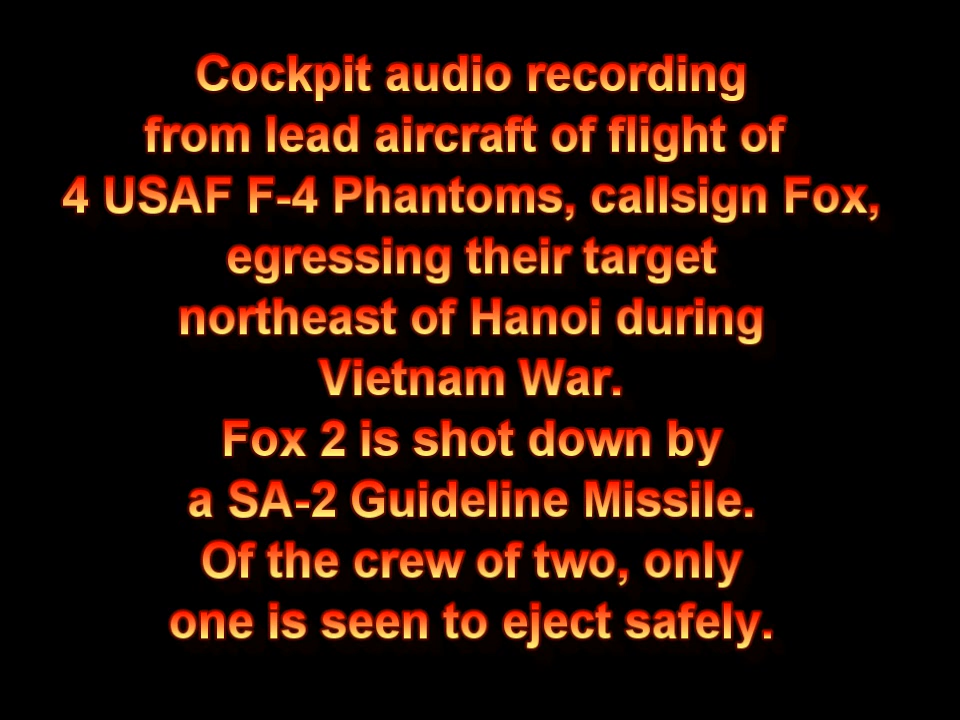 Cockpit audio recording
from lead aircraft of flight of
4 USAF F-4 Phantoms, callsign Fox,
egressing their target
northeast of Hanoi during
Vietnam War.
Fox 2 is shot down by
a SA-2 Guideline Missile.
Of the crew of two, only
one is seen to eject safely.